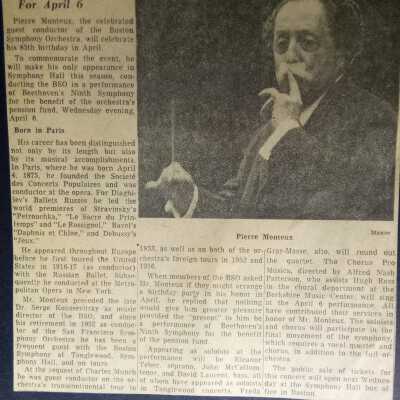 For April 6
Pierre Monteux, the celebrated
guest conductor of the Boston
Symphony Orchestra, will celebrate
his 85th birthday in April.
To commemorate the event, he
will make his only appearance in
Symphony Hall this season, con-
ducting the BSO in a performance
of Beethoven's Ninth Symphony
for the benefit of the orchestra's
pension fund, Wednesday evening,
April 6.
Born in Paris
His career has been distinguished
not only by its length but also
by its musical accomplishments.
In Paris, where he was born April
4, 1875, he founded the Société
des Concerts Populaires and was
conductor at the opera. For Diaghi-
lev's Ballets Russes he led the
world premieres of Stravinsky's
"Petrouchka," "Le Sacre du Prin-
temps" and "Le Rossignol," Ravel's
"Daphnis et Chloe," and Debussy's
"Jeux."
He appeared throughout Europe
before he first toured the United
States in 1916-17 (as conductor)
with the Russian Ballet. Subse-
quently he conducted at the Metro-
politan Opera in New York.
Mr. Monteux preceded the late
Dr. Serge Koussevitzky as music
director of the BSO, and since
his retirement in 1952 as conduc-
tor of the San Francisco Sym-
phony Orchestra he has been a
frequent guest with the Boston
Symphony at Tanglewood, Sym-
phony Hall, and on tours.
At the request of Charles Munch
he was guest conductor on the or-
chestra's transcontinental tour in
Pierre Monteux
1953, as well as on both of the or-
chestra's foreign tours in 1952 and
1956.
When members of the BSO asked
Mr. Monteux if they might arrange
a birthday party in his honor in
April, he replied that nothing
would give him greater pleasure
provided the "present" to him be
a performance of Beethoven's
Ninth Symphony for the benefit
of the pension fund.
Appearing as soloists at the
performance will be Eleanor
Steber, soprano, John McCollum,
tenor, and David Laurent, bass, all
of whom have appeared as soloists
in Tanglewood concerts. Freda
Gray-Masse, alto, will round out
the quartet. The Chorus Pro
Musica, directed by Alfred Nash
Patterson, who assists Hugh Ross
in the choral department at the
Berkshire Music Center, will sing
at the April 6 performance. All
have contributed their services in
honor of Mr. Monteux. The soloists
and chorus will participate in the
final movement of the symphony,
which requires a vocal quartet and
chorus, in addition to the full or-
chestra.
The public sale of tickets for
this concert will open next Wednes-
day at the Symphony Hall box of-
fice in Boston.